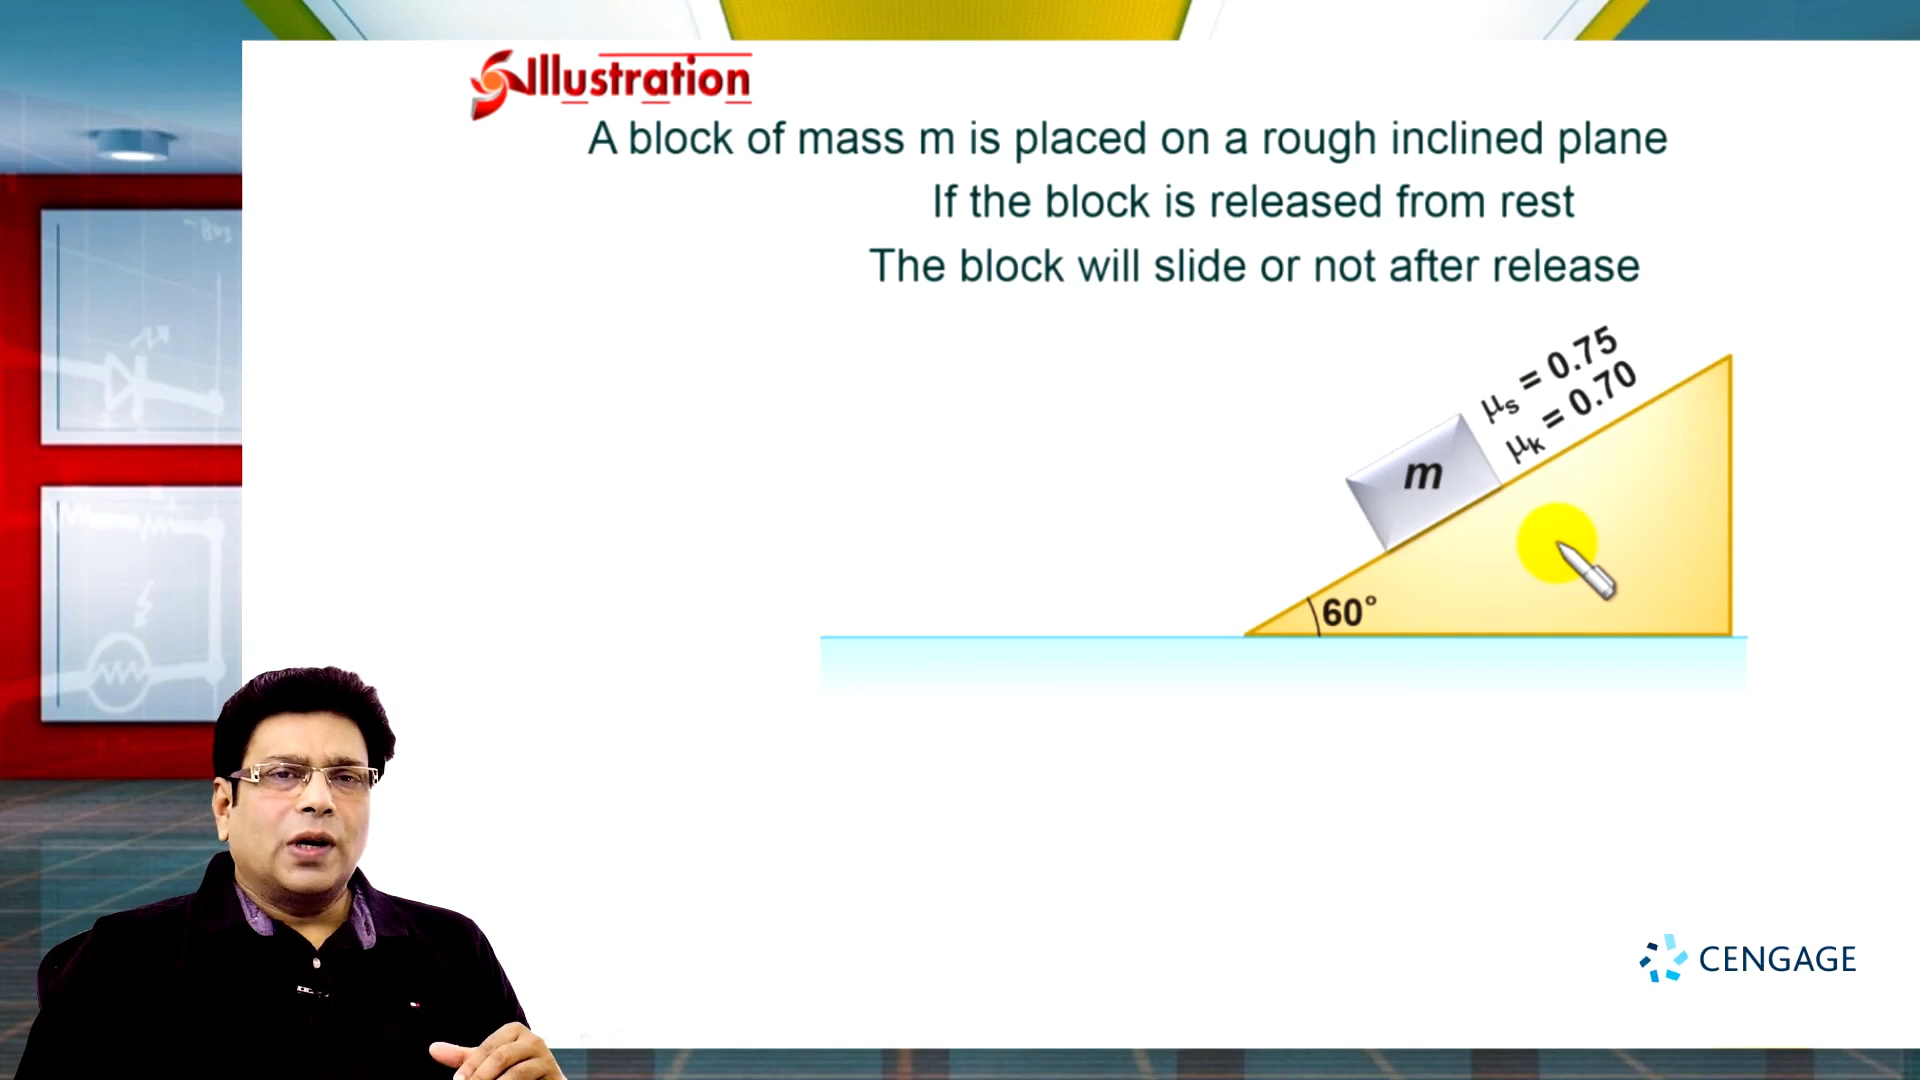 Illustration
A block of mass m is placed on a rough inclined plane
If the block is released from rest
The block will slide or not after release
μs = 0.75
μk = 0.70
m
60°
CENGAGE